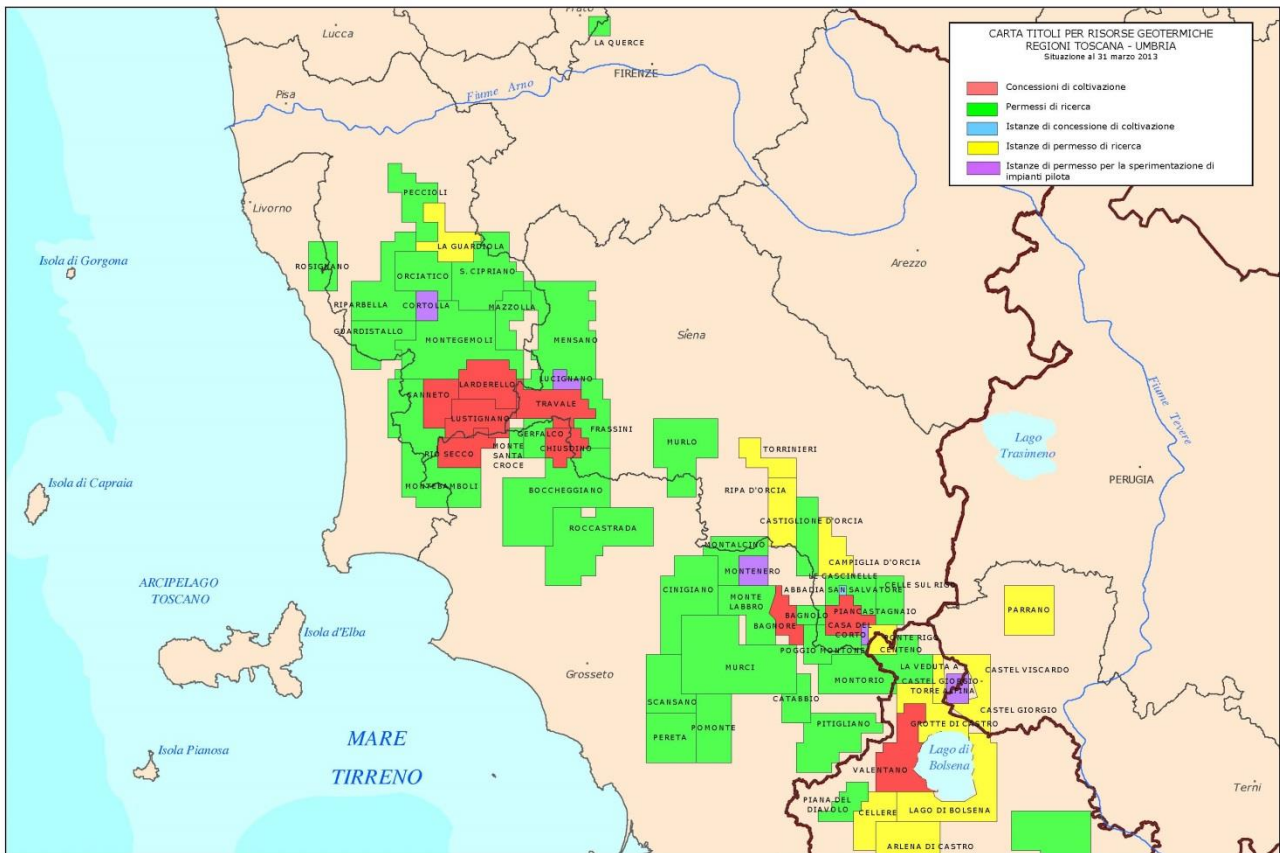 Prato
Lucca
LA QUERCE
FIRENZE
CARTA TITOLI PER RISORSE GEOTERMICHE
REGIONI TOSCANA - UMBRIA
Situazione al 31 marzo 2013
Concessioni di coltivazione
Permessi di ricerca
Istanze di concessione di coltivazione
Istanze di permesso di ricerca
Istanze di permesso per la sperimentazione di
impianti pilota
Pisa
Fiume Arno
Livorno
PECCIOLI
Isola di Gorgona
ROSIGNANO
LA GUARDIOLA
ORCIATICO
S. CIPRIANO
Arezzo
RIPARBELLA
CORTOLLA
MAZZOLLA
GUARDISTALLO
MONTEGEMOLI
MENSANO
Siena
LUCIGNANO
LARDERELLO
CANNETO
TRAVALE
LUSTIGNANO
GERFALCO
FRASSINI
RIO SECCO
MONTE
SANTA
CROCE
CHIUSDINO
MURLO
TORRINIERI
Fiume Tevere
Lago
Trasimeno
PERUGIA
Isola di Capraia
MONTEBAMBOLI
BOCCHEGGIANO
RIPA D'ORCIA
ROCCASTRADA
CASTIGLIONE D'ORCIA
MONTALCINO
CAMPIGLIA D'ORCIA
MONTENERO
LE CASCINELLE
ARCIPELAGO
TOSCANO
CINIGIANO
MONTE
LABBRO
ABBADIA SAN SALVATORE
CELLE SUL RIGO
BAGNOLO
PIANCASTAGNAIO
BAGNORE
CASA DEL
CORTO
PARRANO
Isola d'Elba
PONTE RIGO
CENTENO
POGGIO MONTONE
MURCI
Grosseto
MONTORIO
LA VEDUTA
CASTEL VISCARDO
CASTEL GIORGIO-
TORRE ALFINA
CATABBIO
SCANSANO
POMONTE
CASTEL GIORGIO
PITIGLIANO
GROTTE DI CASTRO
PERETA
Isola Pianosa
MARE
TIRRENO
Lago di
Bolsena
VALENTANO
Terni
PIANA DEL
DIAVOLO
CELLERE
LAGO DI BOLSENA
ARLENA DI CASTRO